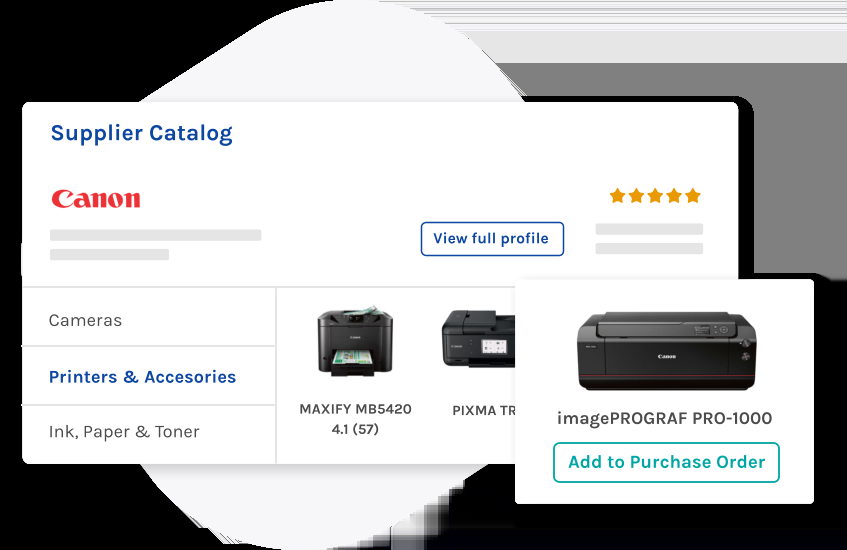 Supplier Catalog
Canon
View full profile
Cameras
Printers & Accesories
Ink, Paper & Toner
MAXIFY MB5420
4.1 (57)
PIXMA TR
Canon
imagePROGRAF PRO-1000
Add to Purchase Order